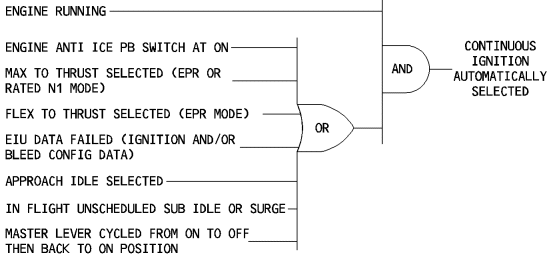 ENGINE RUNNING
ENGINE ANTI ICE PB SWITCH AT ON
MAX TO THRUST SELECTED (EPR OR
RATED N1 MODE)
FLEX TO THRUST SELECTED (EPR MODE)
EIU DATA FAILED (IGNITION AND/OR
BLEED CONFIG DATA)
APPROACH IDLE SELECTED
IN FLIGHT UNSCHEDULED SUB IDLE OR SURGE
MASTER LEVER CYCLED FROM ON TO OFF
THEN BACK TO ON POSITION
OR
AND
CONTINUOUS
IGNITION
AUTOMATICALLY
SELECTED